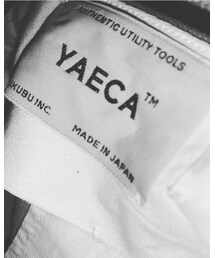 AUTHENTIC UTILITY TOOLS
YAECA™
KUBU INC.
MADE IN JAPAN